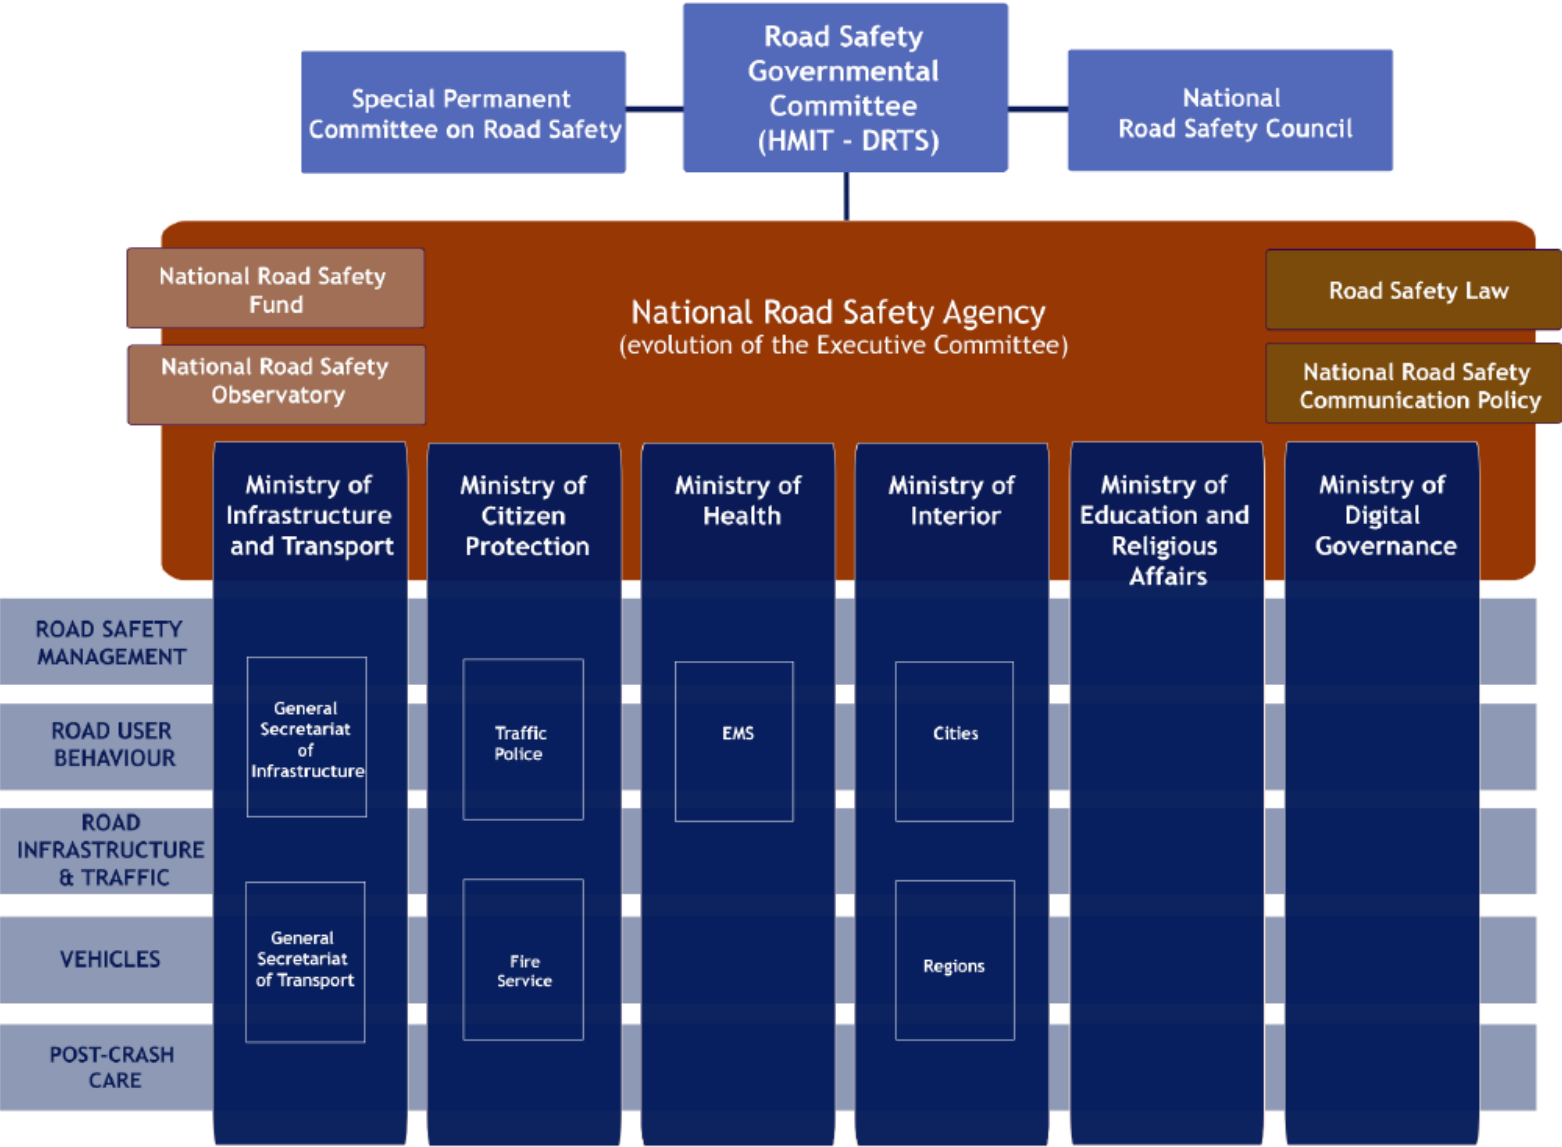 Special Permanent
Committee on Road Safety
Road Safety
Governmental
Committee
(HMIT - DRTS)
National
Road Safety Council
National Road Safety
Fund
National Road Safety
Observatory
National Road Safety Agency
(evolution of the Executive Committee)
Road Safety Law
National Road Safety
Communication Policy
Ministry of
Infrastructure
and Transport
Ministry of
Citizen
Protection
Ministry of
Health
Ministry of
Interior
Ministry of
Education and
Religious
Affairs
Ministry of
Digital
Governance
ROAD SAFETY
MANAGEMENT
ROAD USER
BEHAVIOUR
ROAD
INFRASTRUCTURE
& TRAFFIC
VEHICLES
POST-CRASH
CARE
General
Secretariat
of
Infrastructure
Traffic
Police
EMS
Cities
General
Secretariat
of Transport
Fire
Service
Regions